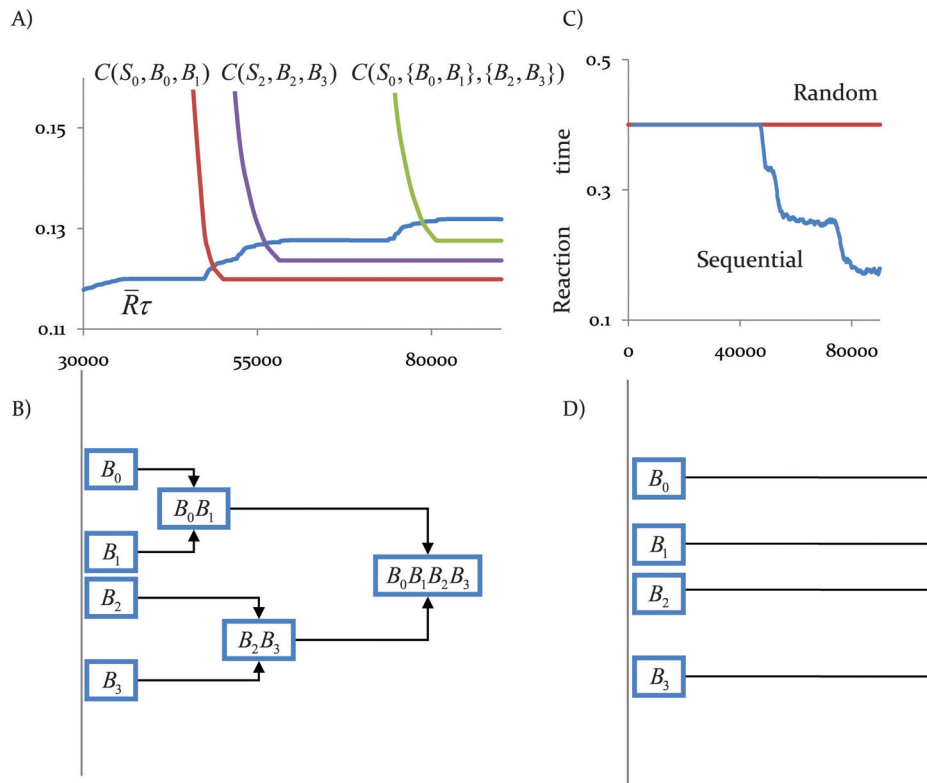 A)
C(S₀, B₀, B₁) C(S₂, B₂, B₃) C(S₀, {B₀, B₁}, {B₂, B₃})
0.15
0.13
0.11
R̄τ
30000 55000 80000
B)
B₀
B₀B₁
B₁
B₂
B₂B₃
B₃
B₀B₁B₂B₃
C)
0.5
0.3
0.1
Reaction time
Random
Sequential
0 40000 80000
D)
B₀
B₁
B₂
B₃